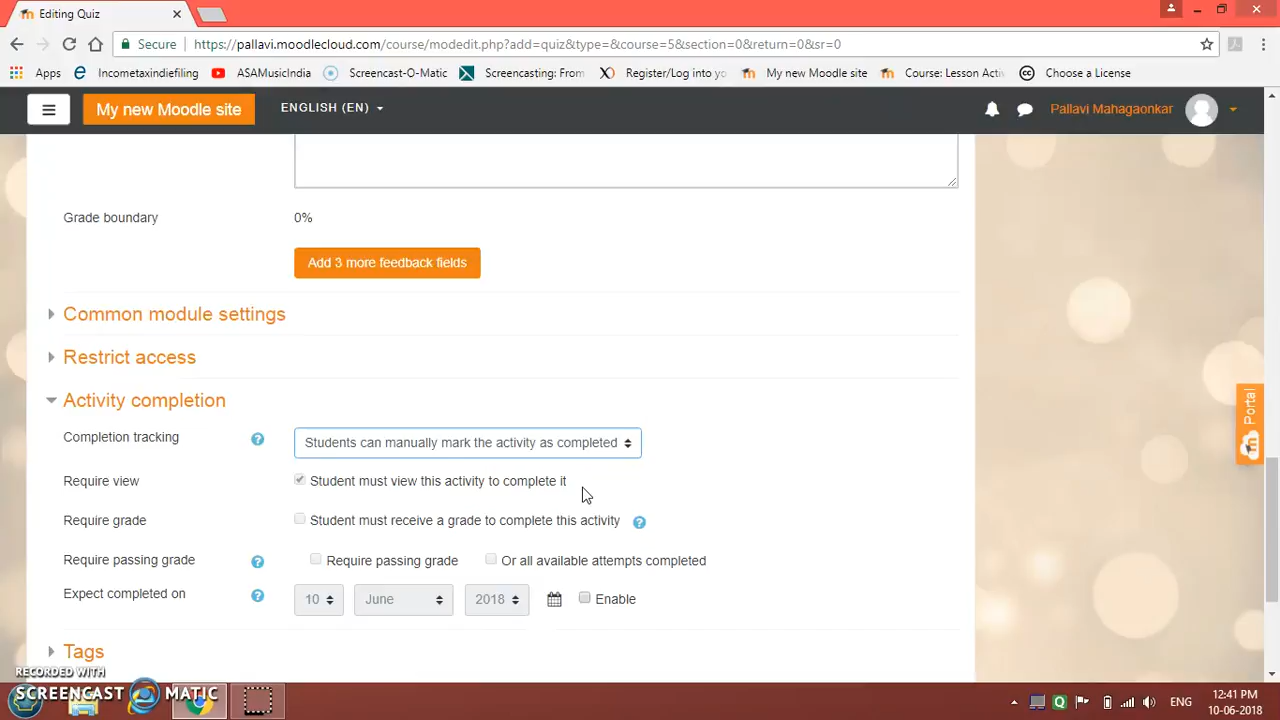 Editing Quiz
Secure
https://pallavi.moodlecloud.com/course/modedit.php?add=quiz&type=&course=5&section=0&return=0&sr=0
Apps Incometaxindiefiling ASAMusicIndia Screencast-O-Matic Screencasting: From Register/Log into yo My new Moodle site Course: Lesson Acti Choose a License
My new Moodle site ENGLISH (EN) Pallavi Mahagaonkar
Grade boundary 0%
Add 3 more feedback fields
Common module settings
Restrict access
Activity completion
Portal
Completion tracking ? Students can manually mark the activity as completed
Require view Student must view this activity to complete it
Require grade Student must receive a grade to complete this activity ?
Require passing grade ? Require passing grade Or all available attempts completed
Expect completed on ? 10 June 2018 Enable
Tags
RECORDED WITH
SCREENCAST MATIC
ENG
12:41 PM
10-06-2018